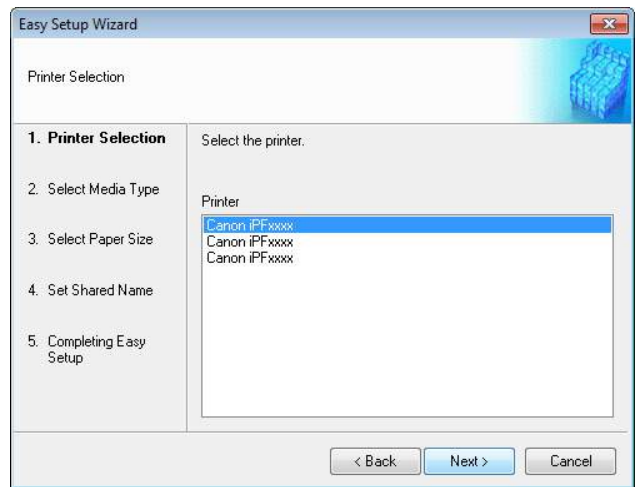 Easy Setup Wizard
Printer Selection
1. Printer Selection
2. Select Media Type
3. Select Paper Size
4. Set Shared Name
5. Completing Easy
Setup
Select the printer.
Printer
Canon iPFxxxx
Canon iPFxxxx
Canon iPFxxxx
< Back
Next >
Cancel